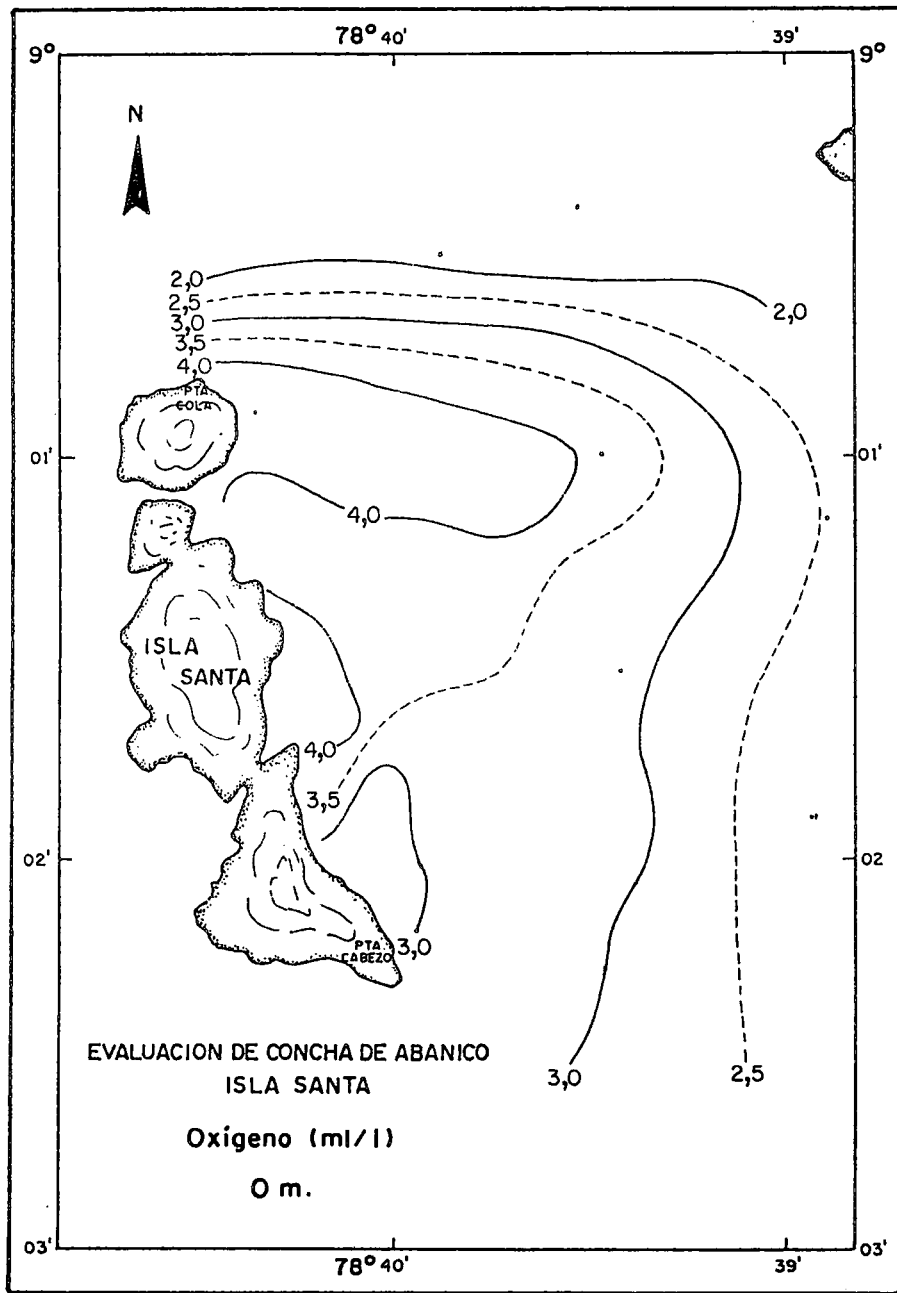 78° 40' 39'
9° 9°
N
2,0
2,5
2,0
3,0
3,5
4,0
PTA
COLA
01' 01'
4,0
ISLA
SANTA
4,0
3,5
02' 02
3,0
PTA
CABEZO
EVALUACION DE CONCHA DE ABANICO
ISLA SANTA
3,0 2,5
Oxígeno (ml/l)
0 m.
03' 03'
78° 40' 39'